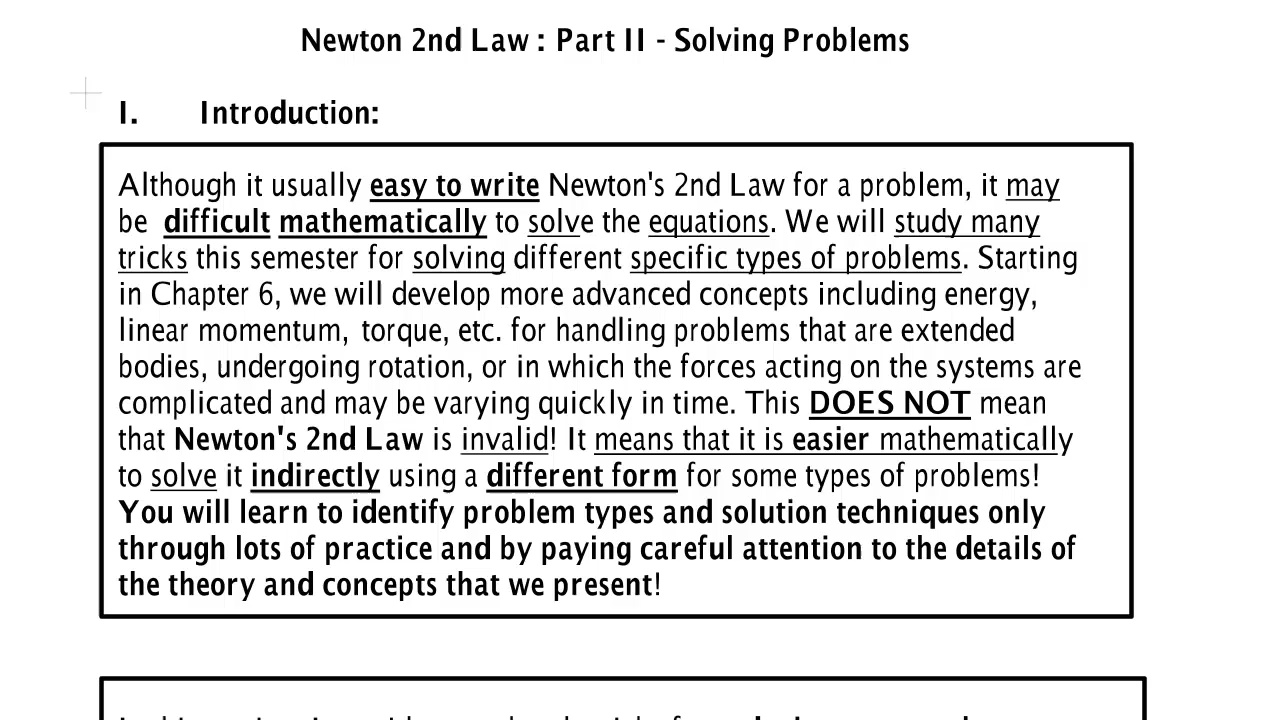 Newton 2nd Law : Part II - Solving Problems
I. Introduction:
Although it usually easy to write Newton's 2nd Law for a problem, it may
be difficult mathematically to solve the equations. We will study many
tricks this semester for solving different specific types of problems. Starting
in Chapter 6, we will develop more advanced concepts including energy,
linear momentum, torque, etc. for handling problems that are extended
bodies, undergoing rotation, or in which the forces acting on the systems are
complicated and may be varying quickly in time. This DOES NOT mean
that Newton's 2nd Law is invalid! It means that it is easier mathematically
to solve it indirectly using a different form for some types of problems!
You will learn to identify problem types and solution techniques only
through lots of practice and by paying careful attention to the details of
the theory and concepts that we present!